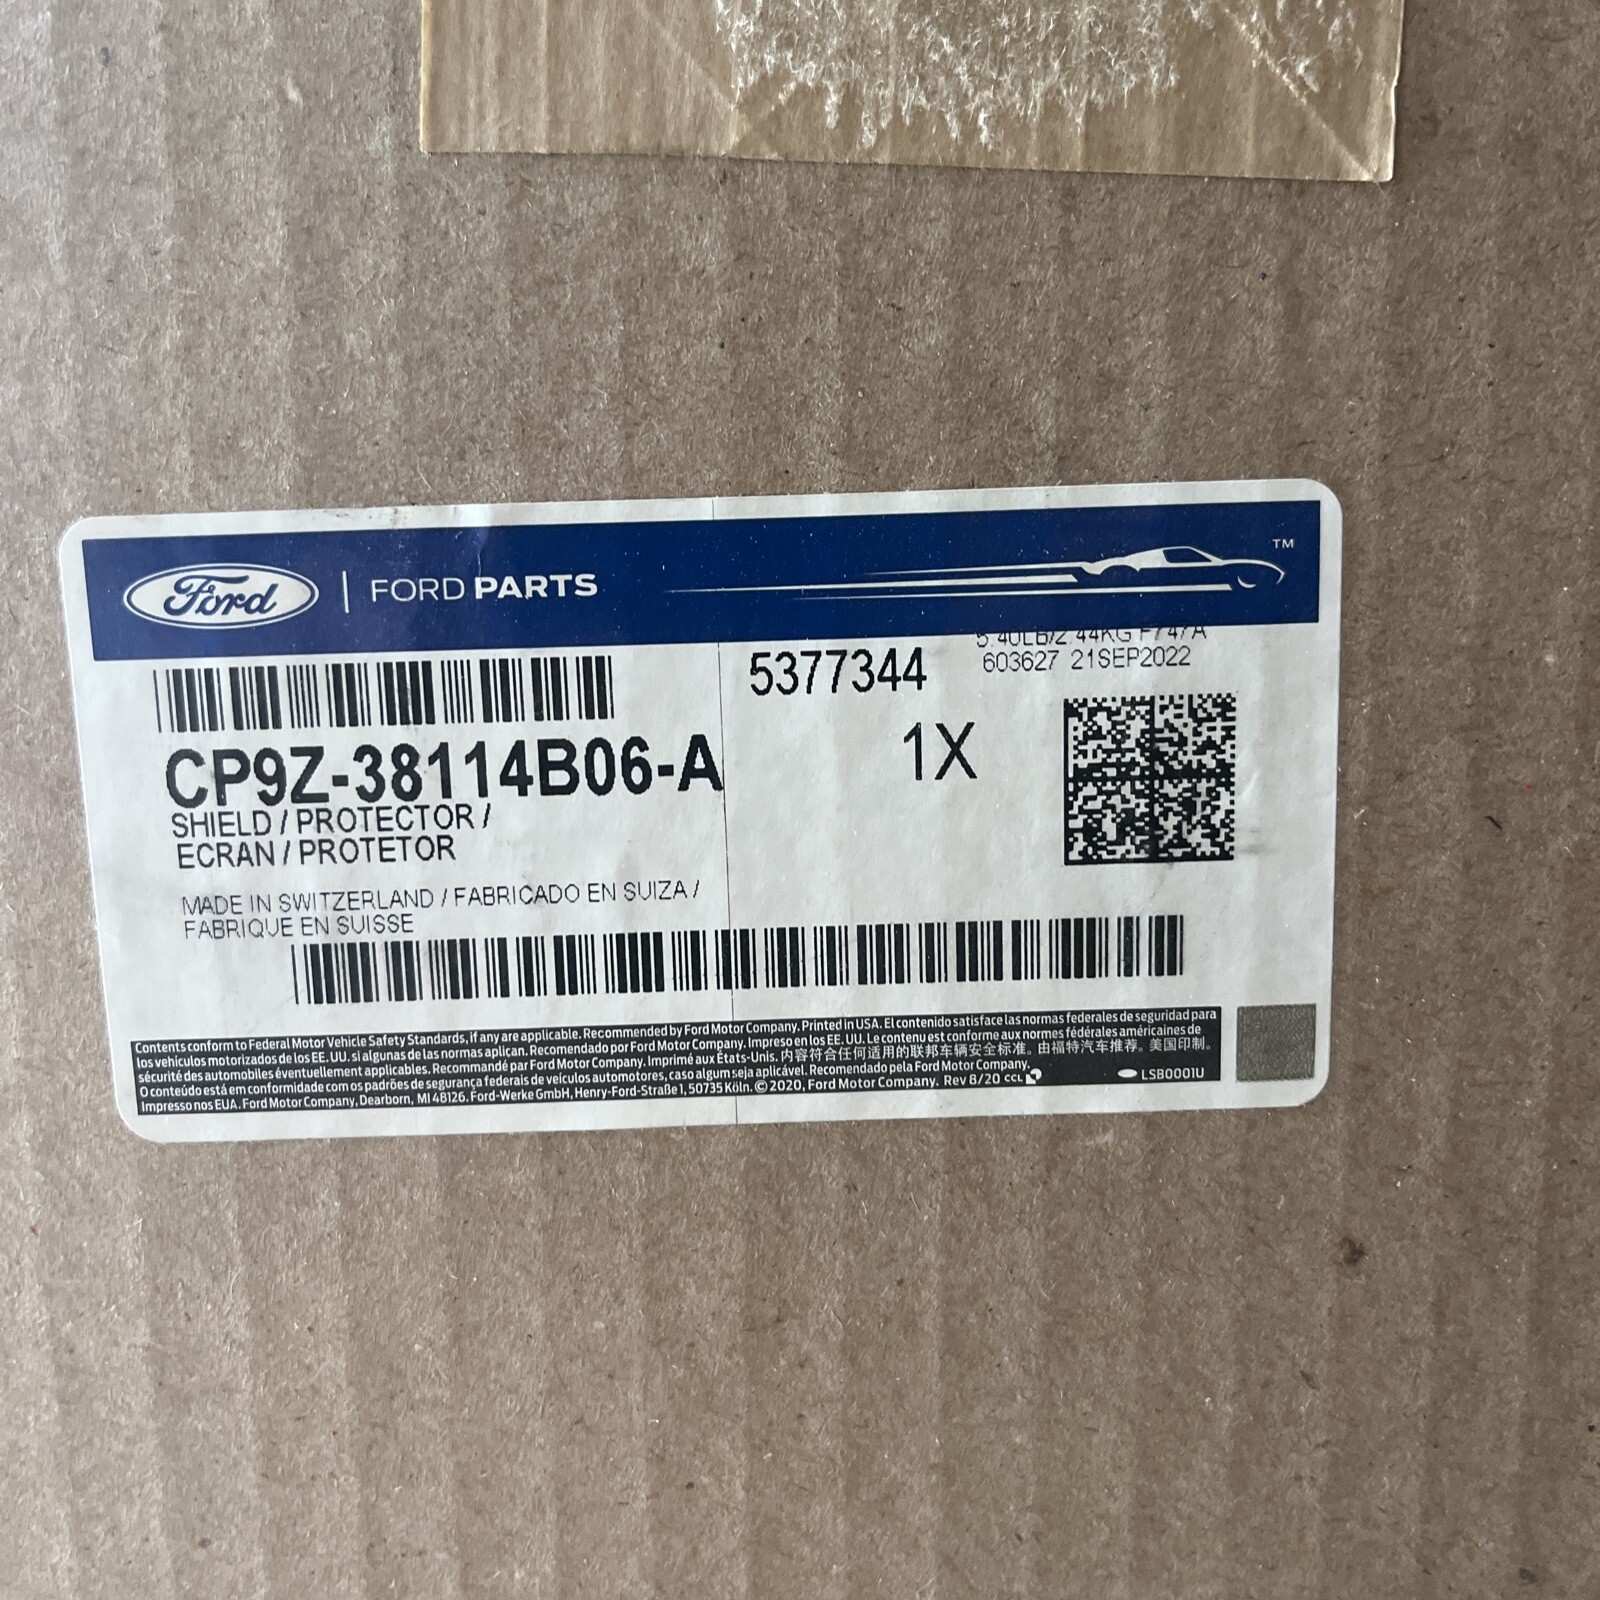 Ford | FORD PARTS TM
5.40LB/2.44KG F747A
5377344 603627 21SEP2022
1X
CP9Z-38114B06-A
SHIELD / PROTECTOR /
ECRAN / PROTETOR
MADE IN SWITZERLAND / FABRICADO EN SUIZA /
FABRIQUE EN SUISSE
Contents conform to Federal Motor Vehicle Safety Standards, if any are applicable. Recommended by Ford Motor Company. Printed in USA. El contenido satisface las normas federales de seguridad para
los vehículos motorizados de los EE. UU. si algunas de las normas aplican. Recomendado por Ford Motor Company. Impreso en los EE. UU. Le contenu est conforme aux normes fédérales américaines de
sécurité des automobiles éventuellement applicables. Recommandé par Ford Motor Company. Imprimé aux États-Unis. 内容符合任何适用的联邦车辆安全标准。由福特汽车推荐。美国印制。
O conteúdo está em conformidade com os padrões de segurança federais de veículos automotores, caso algum seja aplicável. Recomendado pela Ford Motor Company.
Impresso nos EUA. Ford Motor Company, Dearborn, MI 48126. Ford-Werke GmbH, Henry-Ford-Straße 1, 50735 Köln. © 2020, Ford Motor Company. Rev 8/20 CCL LSB0001U